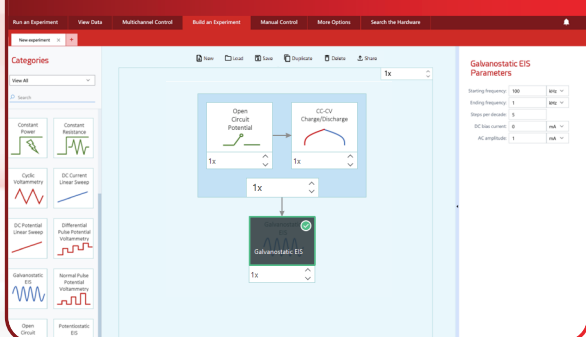 Run an Experiment
View Data
Multichannel Control
Build an Experiment
Manual Control
More Options
Search the Hardware
New experiment
+
Categories
View All
Search
Constant
Power
Constant
Resistance
Cyclic
Voltammetry
DC Current
Linear Sweep
DC Potential
Linear Sweep
Differential
Pulse Potential
Voltammetry
Galvanostatic
EIS
Normal Pulse
Potential
Voltammetry
Open
Circuit
Potentiostatic
EIS
New
Load
Save
Duplicate
Delete
Share
1x
Open
Circuit
Potential
1x
CC-CV
Charge/Discharge
1x
1x
Galvanostatic EIS
1x
Galvanostatic EIS
Parameters
Starting frequency 100 kHz
Ending frequency 1 kHz
Steps per decade 5
DC bias current 0 mA
AC amplitude 1 mA